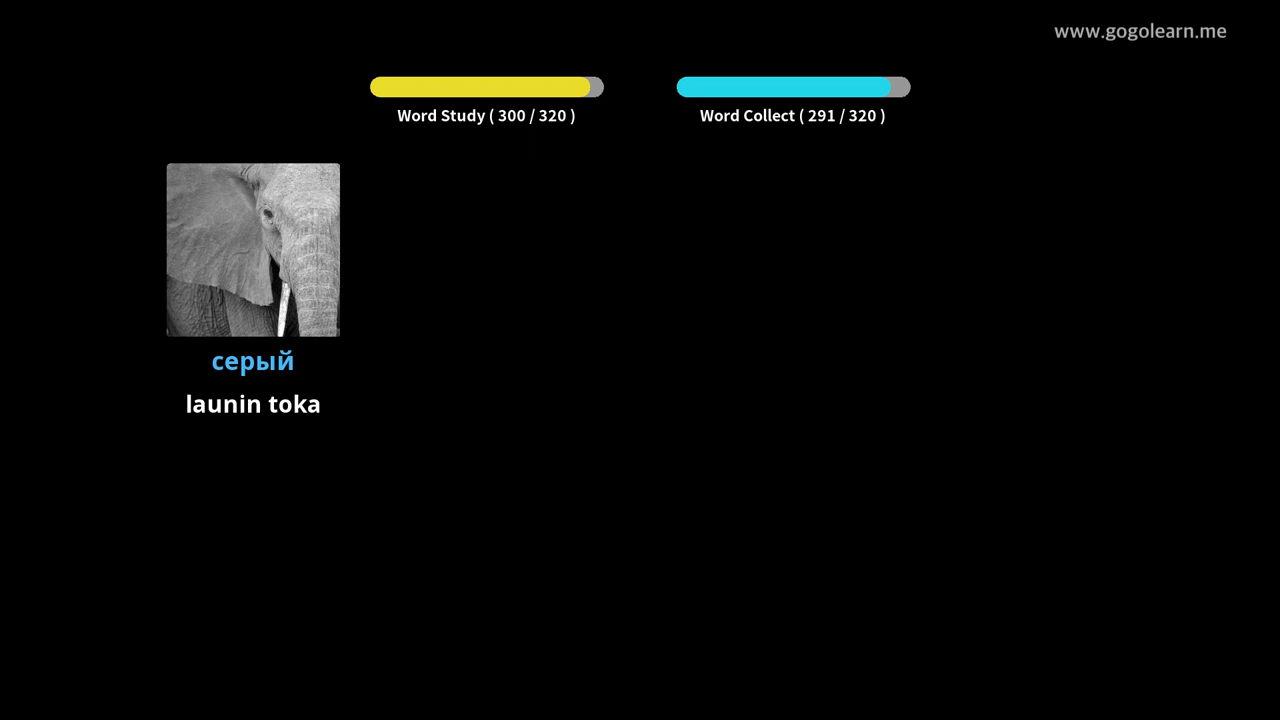 www.gogolearn.me
Word Study ( 300 / 320 )
Word Collect ( 291 / 320 )
серый
launin toka